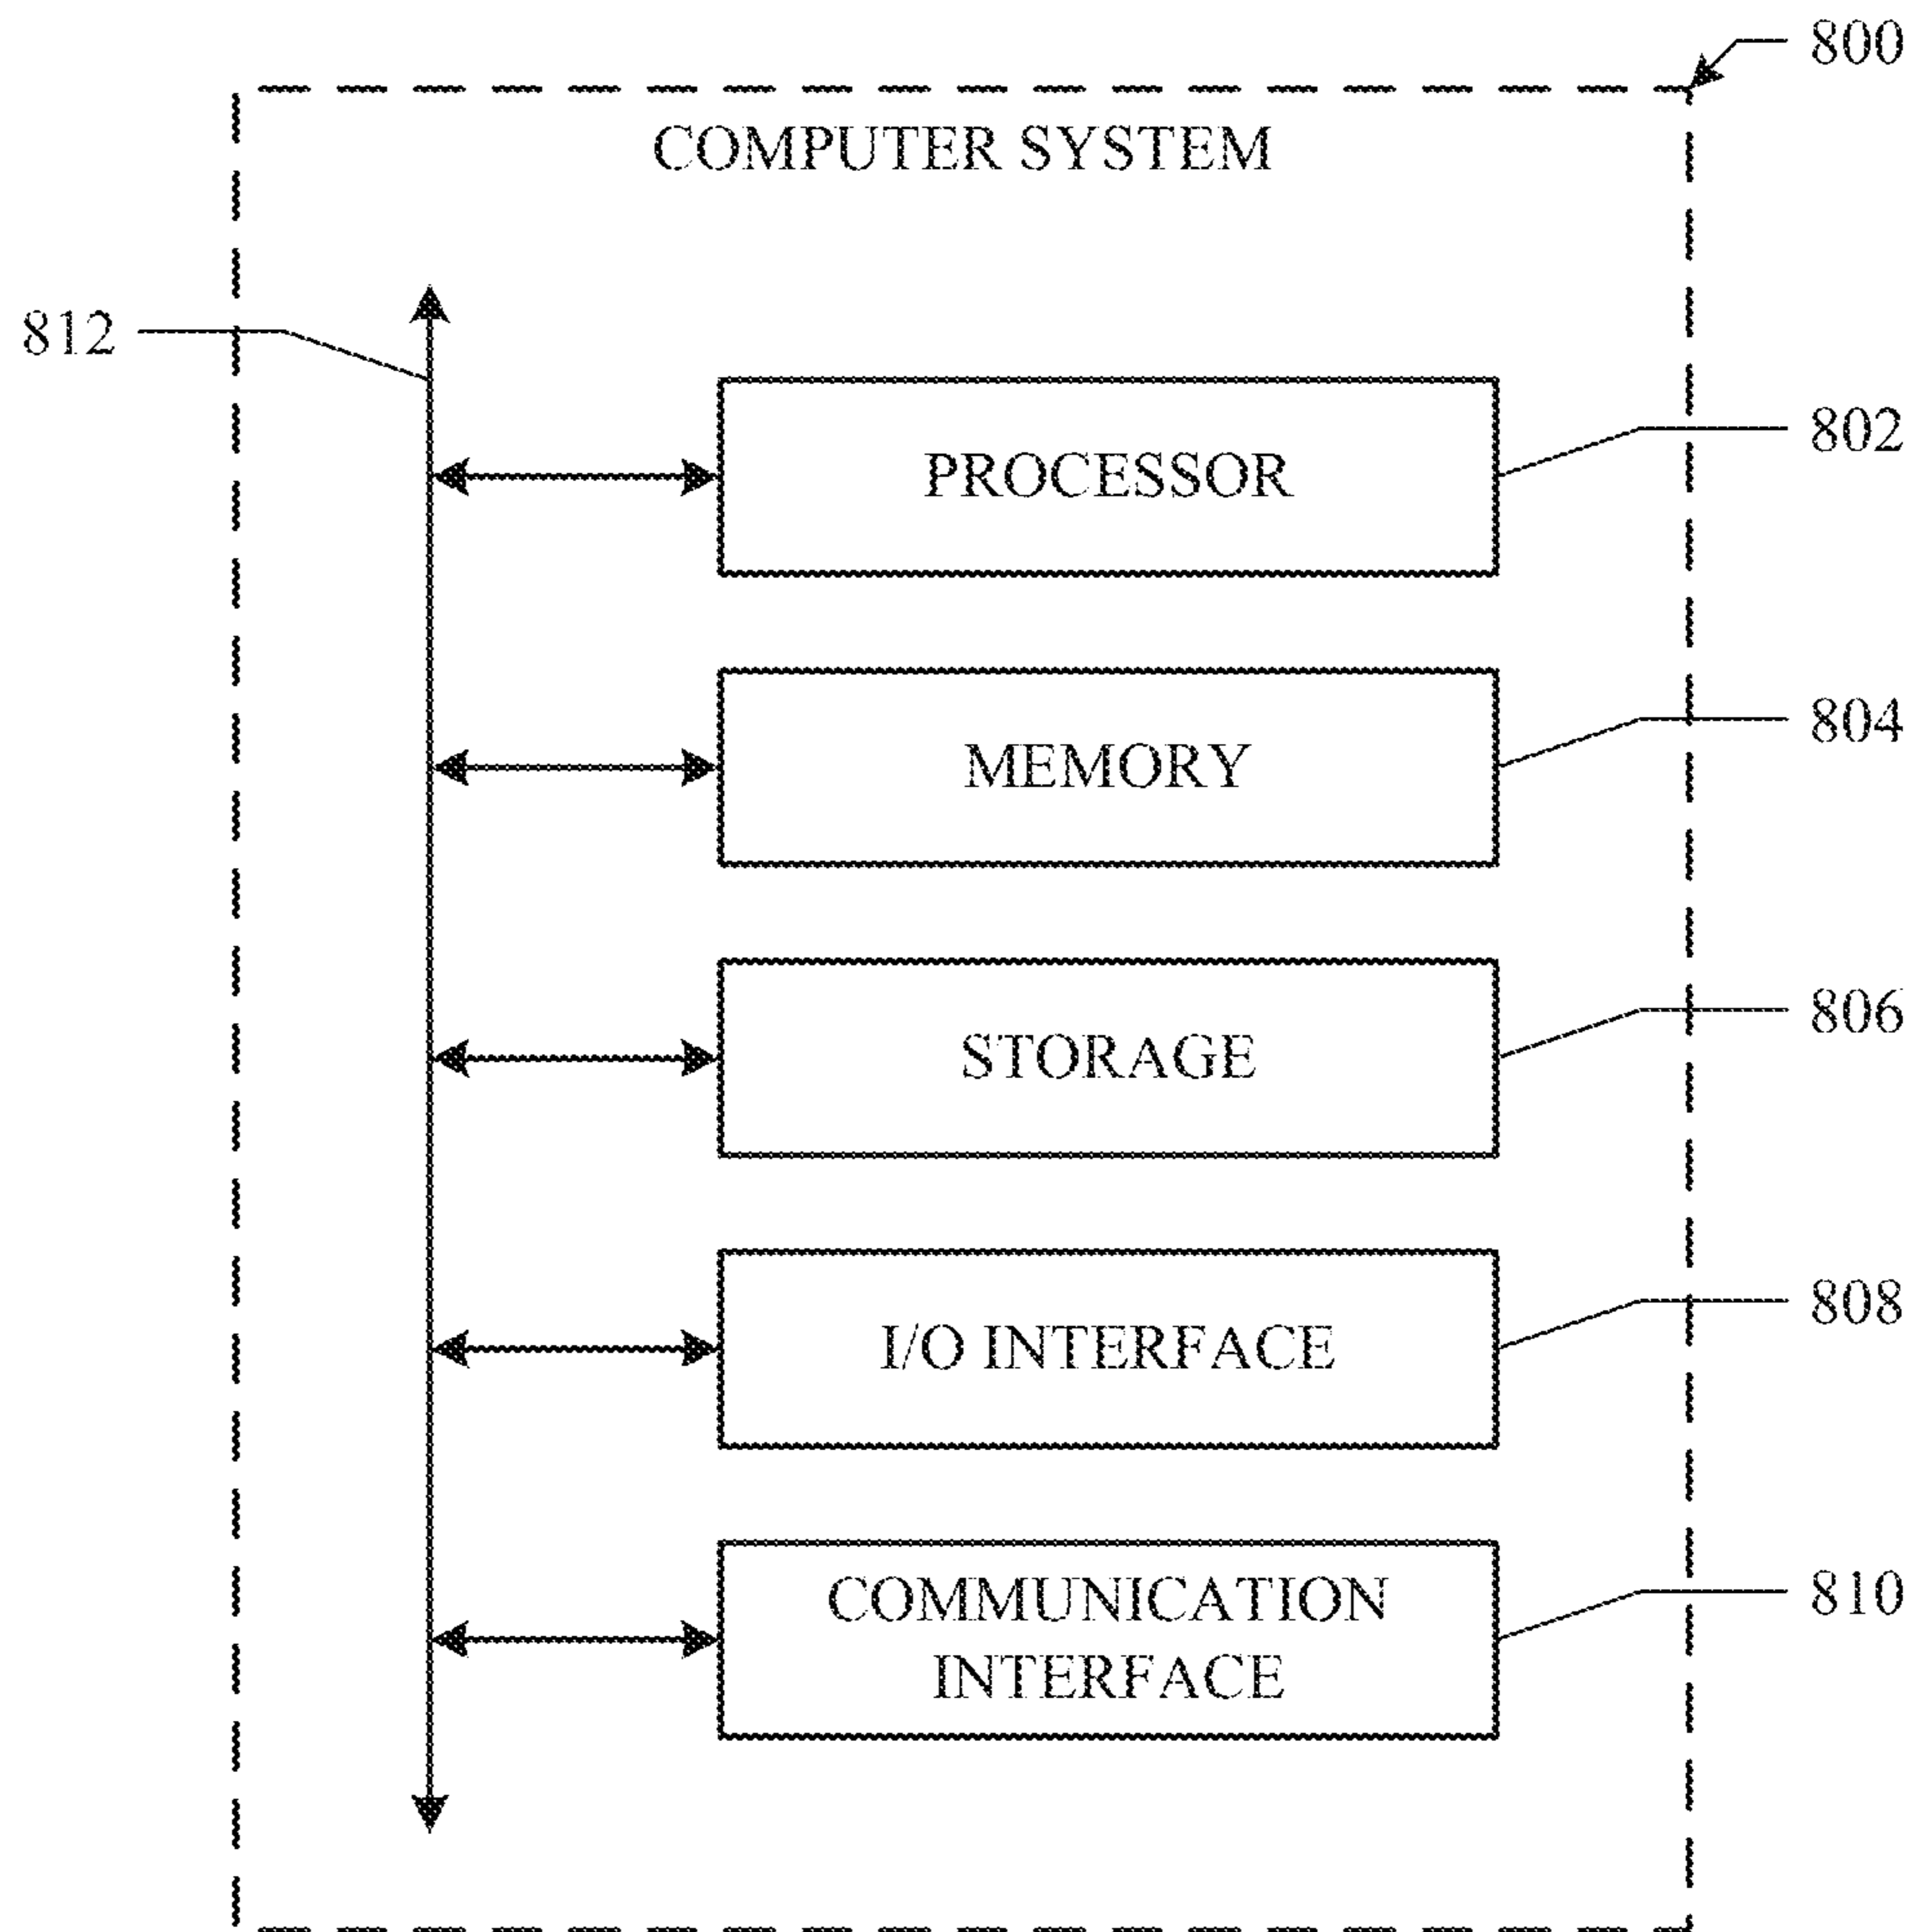 800
COMPUTER SYSTEM
812
PROCESSOR
802
MEMORY
804
STORAGE
806
I/O INTERFACE
808
COMMUNICATION
INTERFACE
810